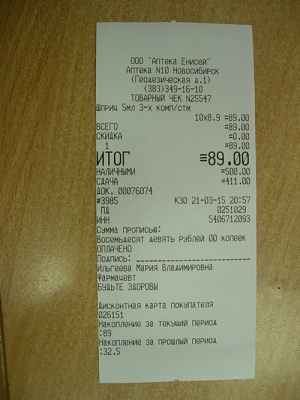 ООО "Аптека Енисей"
Аптека N10 Новосибирск
(Геодезическая д.1)
(383)349-16-10
ТОВАРНЫЙ ЧЕК N25547
Шприц 5мл 3-х комп/стм
10x8.9 =89.00
ВСЕГО =89.00
СКИДКА =0.00
1 =89.00
ИТОГ =89.00
НАЛИЧНЫМИ =500.00
СДАЧА =411.00
ДОК. 00076074
#3985 К30 21-03-15 20:57
ПД 0251029
ИНН 5406712093
Сумма прописью:
Восемьдесят девять рублей 00 копеек
ОПЛАЧЕНО
Подпись: ____________________
Ильгеева Мария Владимировна
Фармацевт
БУДЬТЕ ЗДОРОВЫ
Дисконтная карта покупателя
026151
Накопление за текущий период
:89
Накопление за прошлый период
:32.5